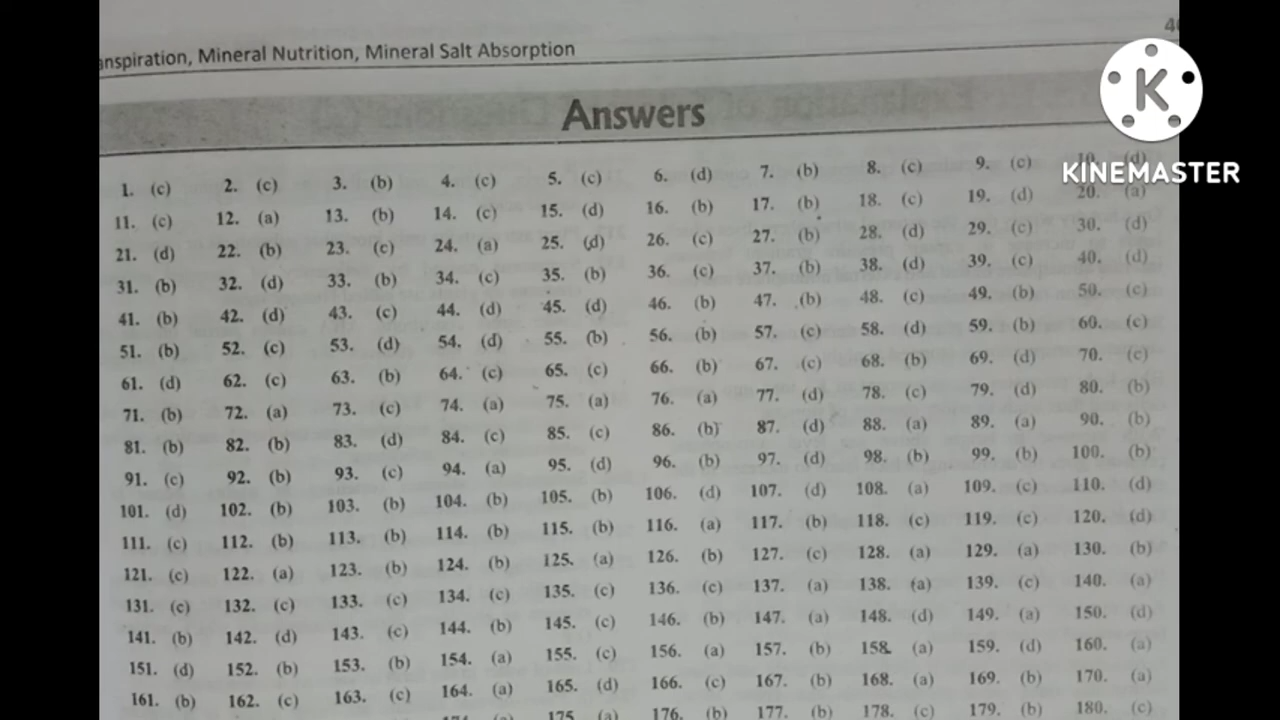 anspiration, Mineral Nutrition, Mineral Salt Absorption
K
KINEMASTER
Answers
1. (c) 2. (c) 3. (b) 4. (c) 5. (c) 6. (d) 7. (b) 8. (c) 9. (c) 10. (d)
11. (c) 12. (a) 13. (b) 14. (c) 15. (d) 16. (b) 17. (b) 18. (c) 19. (d) 20. (a)
21. (d) 22. (b) 23. (c) 24. (a) 25. (d) 26. (c) 27. (b) 28. (d) 29. (c) 30. (d)
31. (b) 32. (d) 33. (b) 34. (c) 35. (b) 36. (c) 37. (b) 38. (d) 39. (c) 40. (d)
41. (b) 42. (d) 43. (c) 44. (d) 45. (d) 46. (b) 47. (b) 48. (c) 49. (b) 50. (c)
51. (b) 52. (c) 53. (d) 54. (d) 55. (b) 56. (b) 57. (c) 58. (d) 59. (b) 60. (c)
61. (d) 62. (c) 63. (b) 64. (c) 65. (c) 66. (b) 67. (c) 68. (b) 69. (d) 70. (c)
71. (b) 72. (a) 73. (c) 74. (a) 75. (a) 76. (a) 77. (d) 78. (c) 79. (d) 80. (b)
81. (b) 82. (b) 83. (d) 84. (c) 85. (c) 86. (b) 87. (d) 88. (a) 89. (a) 90. (b)
91. (c) 92. (b) 93. (c) 94. (a) 95. (d) 96. (b) 97. (d) 98. (b) 99. (b) 100. (b)
101. (d) 102. (b) 103. (b) 104. (b) 105. (b) 106. (d) 107. (d) 108. (a) 109. (c) 110. (d)
111. (c) 112. (b) 113. (b) 114. (b) 115. (b) 116. (a) 117. (b) 118. (c) 119. (c) 120. (d)
121. (c) 122. (a) 123. (b) 124. (b) 125. (a) 126. (b) 127. (c) 128. (a) 129. (a) 130. (b)
131. (c) 132. (c) 133. (c) 134. (c) 135. (c) 136. (c) 137. (a) 138. (a) 139. (c) 140. (a)
141. (b) 142. (d) 143. (c) 144. (b) 145. (c) 146. (b) 147. (a) 148. (d) 149. (a) 150. (d)
151. (d) 152. (b) 153. (b) 154. (a) 155. (c) 156. (a) 157. (b) 158. (a) 159. (d) 160. (a)
161. (b) 162. (c) 163. (c) 164. (a) 165. (d) 166. (c) 167. (b) 168. (a) 169. (b) 170. (a)
175. (a) 176. (b) 177. (b) 178. (c) 179. (b) 180. (c)